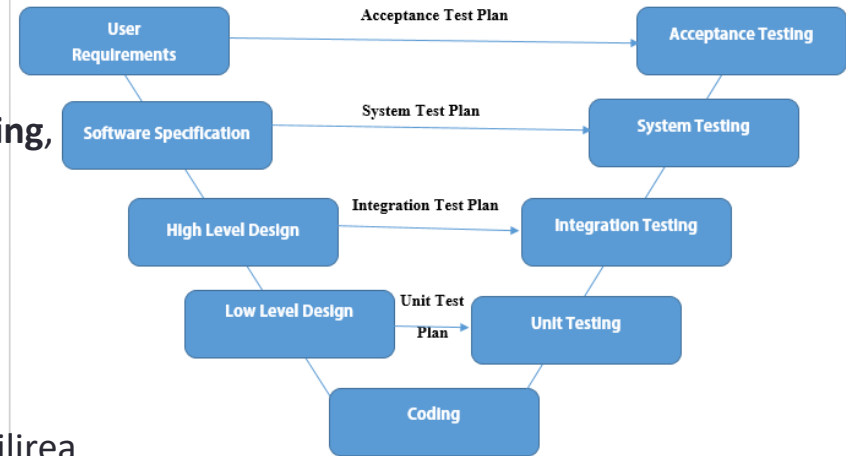 Acceptance Test Plan
User
Requirements
Acceptance Testing
System Test Plan
ing,
Software Specification
System Testing
Integration Test Plan
High Level Design
Integration Testing
Unit Test
Plan
Low Level Design
Unit Testing
Coding
ilirea